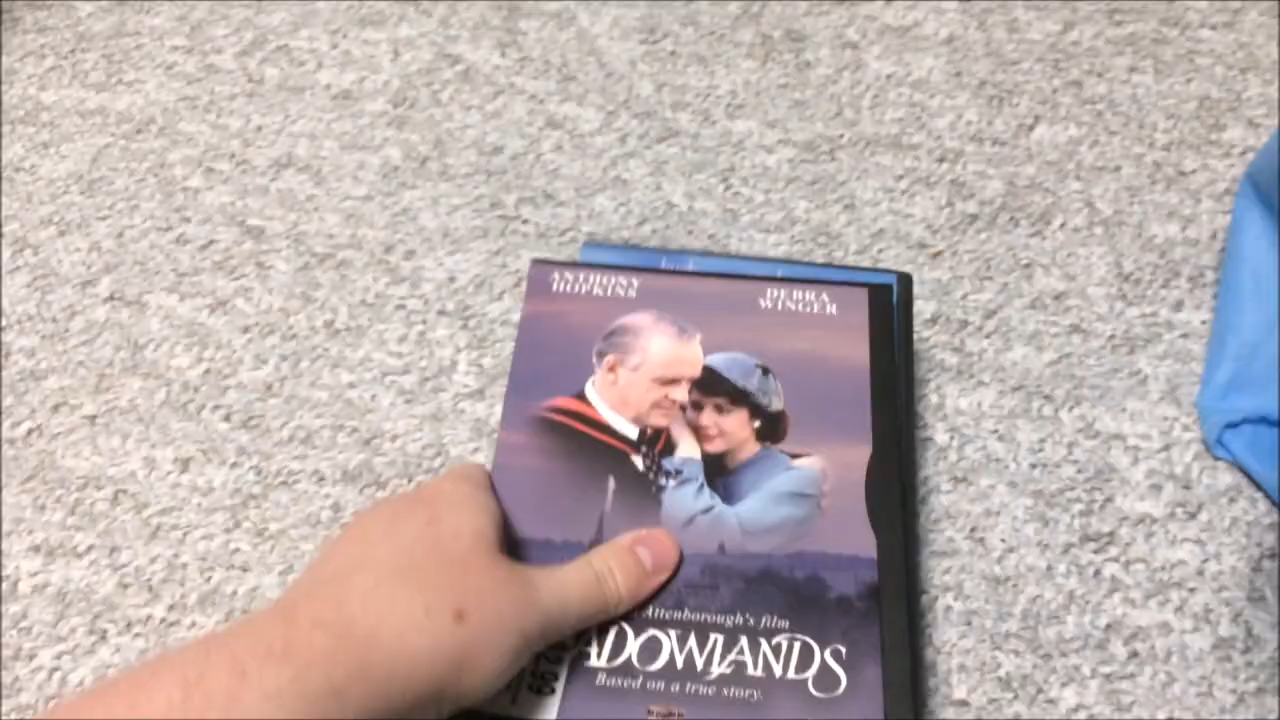 ANTHONY
HOPKINS
DEBRA
WINGER
Attenborough's film
ADOWLANDS
Based on a true story.